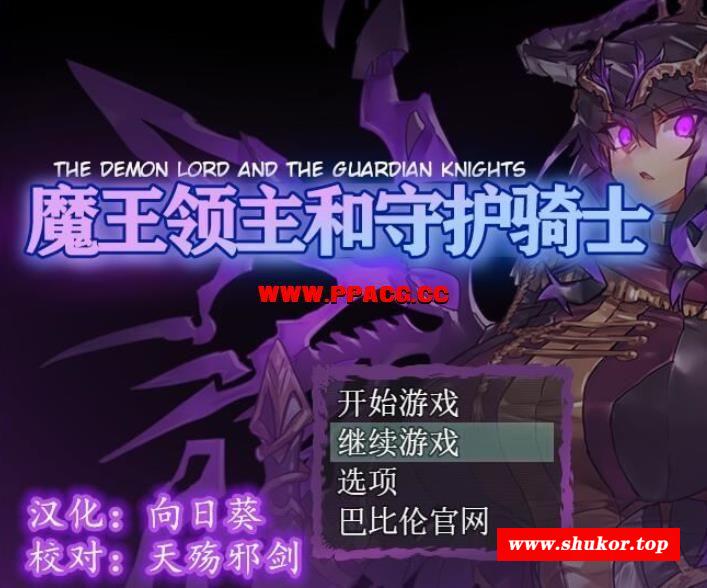 THE DEMON LORD AND THE GUARDIAN KNIGHTS
魔王领主和守护骑士
WWW.PPACG.CC
开始游戏
继续游戏
选项
巴比伦官网
汉化：向日葵
校对：天殇邪剑
www.shukor.top